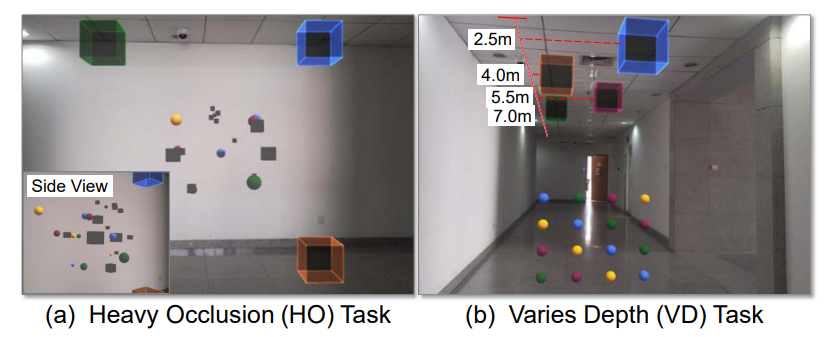 Side View
2.5m
4.0m
5.5m
7.0m
(a) Heavy Occlusion (HO) Task
(b) Varies Depth (VD) Task